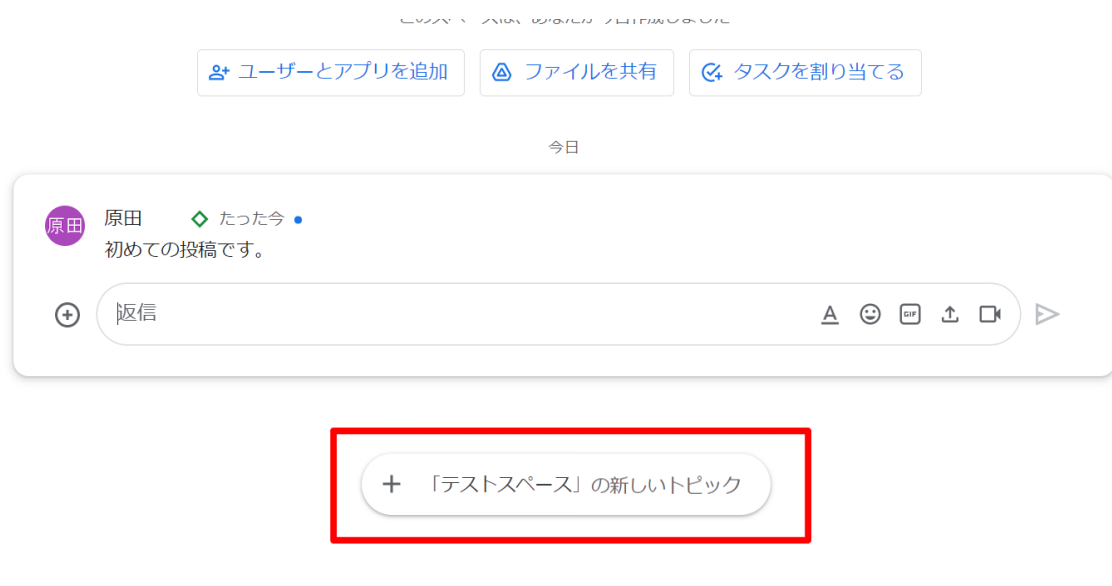 ユーザーとアプリを追加 ファイルを共有 タスクを割り当てる
今日
原田 原田 たった今
初めての投稿です。
返信 A GIF
「テストスペース」の新しいトピック